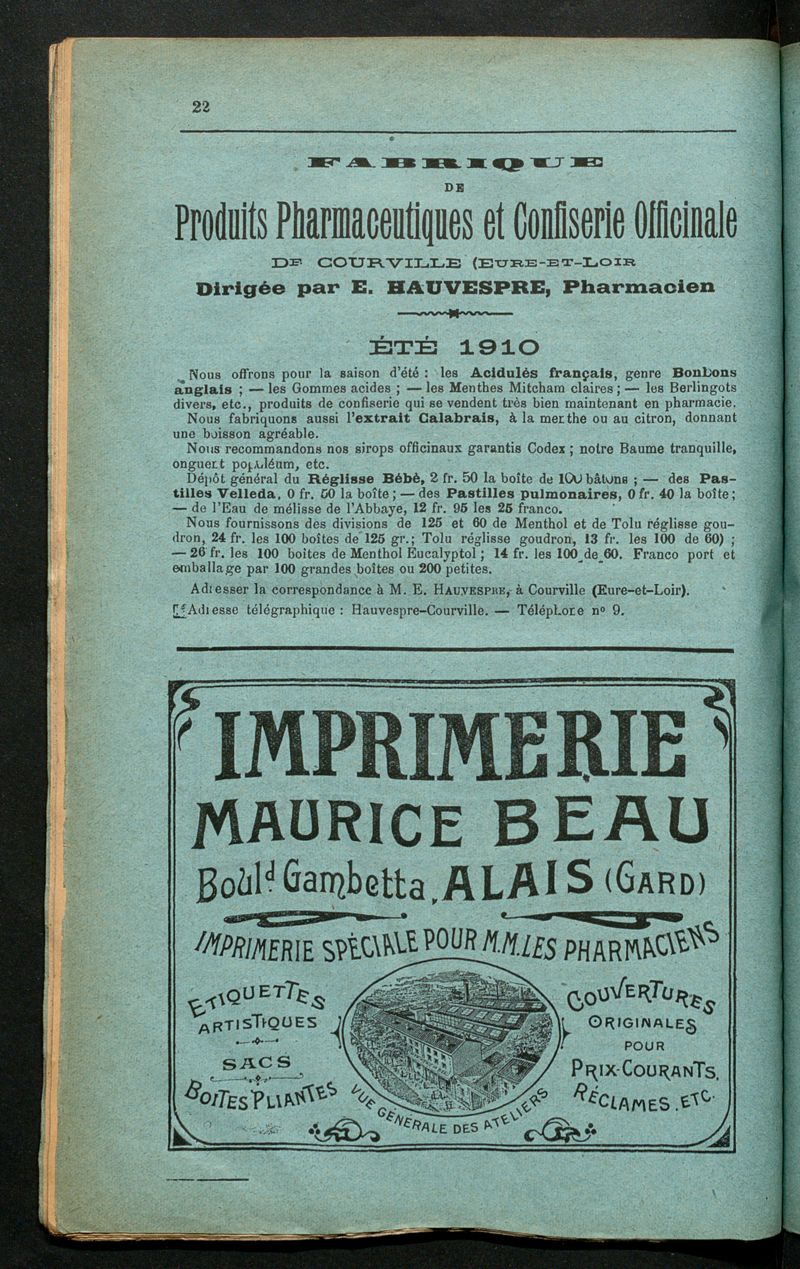 22
FABRIQUE
DE
Produits Pharmaceutiques et Confiserie Officinale
DE COURVILLE (EURE-ET-LOIR
Dirigée par E. HAUVESPRE, Pharmacien
ÉTÉ 1910
Nous offrons pour la saison d'été : les Acidulés français, genre Bonbons
anglais ; — les Gommes acides ; — les Menthes Mitcham claires ; — les Berlingots
divers, etc., produits de confiserie qui se vendent très bien maintenant en pharmacie.
Nous fabriquons aussi l'extrait Calabrais, à la menthe ou au citron, donnant
une boisson agréable.
Nous recommandons nos sirops officinaux garantis Codex ; notre Baume tranquille,
onguent populéum, etc.
Dépôt général du Réglisse Bébé, 2 fr. 50 la boîte de 100 bâtons ; — des Pas-
tilles Velleda, 0 fr. 50 la boîte ; — des Pastilles pulmonaires, 0 fr. 40 la boîte ;
— de l'Eau de mélisse de l'Abbaye, 12 fr. 95 les 25 franco.
Nous fournissons des divisions de 125 et 60 de Menthol et de Tolu réglisse gou-
dron, 24 fr. les 100 boîtes de 125 gr.; Tolu réglisse goudron, 13 fr. les 100 de 60) ;
— 26 fr. les 100 boites de Menthol Eucalyptol ; 14 fr. les 100 de 60. Franco port et
emballage par 100 grandes boîtes ou 200 petites.
Adresser la correspondance à M. E. HAUVESPRE, à Courville (Eure-et-Loir).
Adresse télégraphique : Hauvespre-Courville. — Téléphone nº 9.
IMPRIMERIE
MAURICE BEAU
Boul.d Gambetta, ALAIS (GARD)
IMPRIMERIE SPÉCIALE POUR M.M. LES PHARMACIENS
ETIQUETTES
ARTISTIQUES
SACS
BOITES PLIANTES
VUE GÉNÉRALE DES ATELIERS
COUVERTURES
ORIGINALES
POUR
PRIX-COURANTS,
RÉCLAMES. ETC.